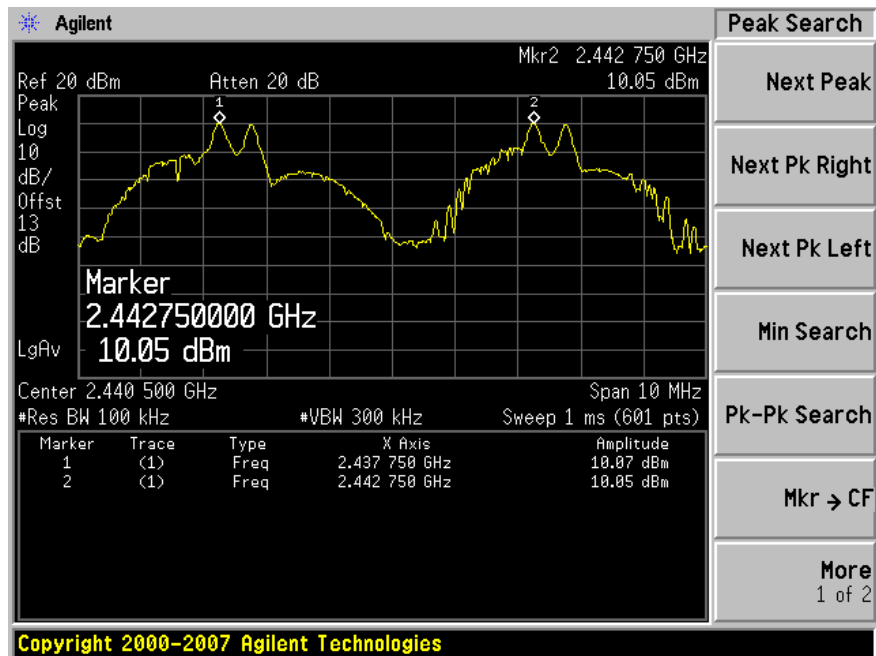 Agilent
Peak Search
Mkr2 2.442 750 GHz
Ref 20 dBm Atten 20 dB 10.05 dBm
Peak
Log
10
dB/
Offst
13
dB
1
2
Marker
2.442750000 GHz
10.05 dBm
LgAv
Center 2.440 500 GHz Span 10 MHz
#Res BW 100 kHz #VBW 300 kHz Sweep 1 ms (601 pts)
Marker Trace Type X Axis Amplitude
1 (1) Freq 2.437 750 GHz 10.07 dBm
2 (1) Freq 2.442 750 GHz 10.05 dBm
Next Peak
Next Pk Right
Next Pk Left
Min Search
Pk-Pk Search
Mkr → CF
More
1 of 2
Copyright 2000-2007 Agilent Technologies